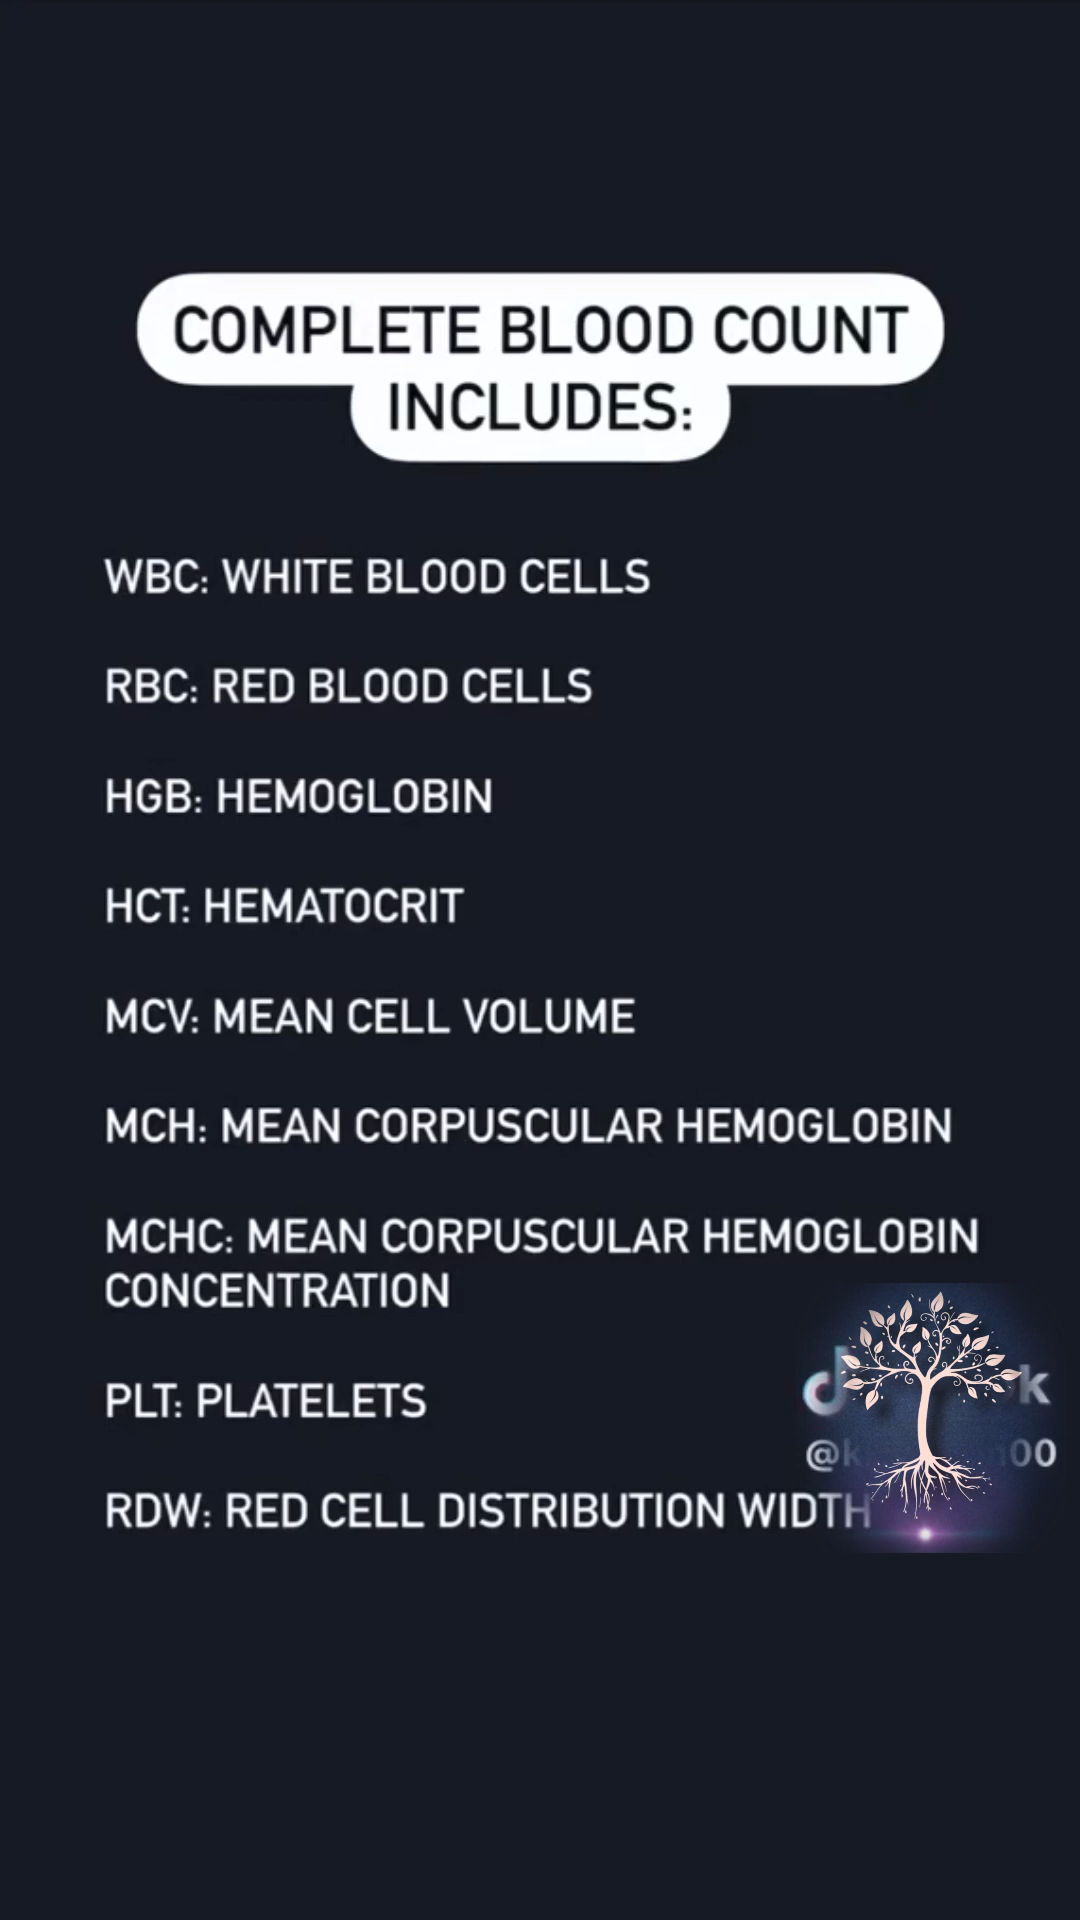 COMPLETE BLOOD COUNT
INCLUDES:
WBC: WHITE BLOOD CELLS
RBC: RED BLOOD CELLS
HGB: HEMOGLOBIN
HCT: HEMATOCRIT
MCV: MEAN CELL VOLUME
MCH: MEAN CORPUSCULAR HEMOGLOBIN
MCHC: MEAN CORPUSCULAR HEMOGLOBIN
CONCENTRATION
PLT: PLATELETS
RDW: RED CELL DISTRIBUTION WIDTH